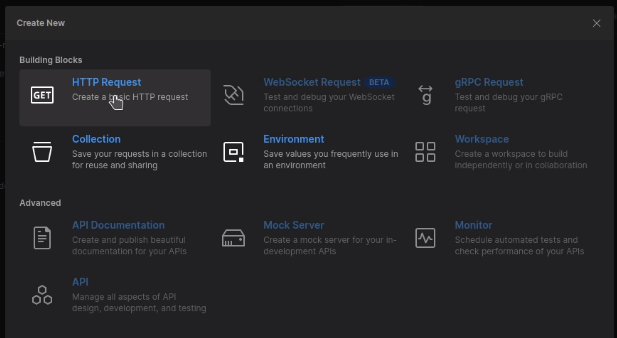 Create New
Building Blocks
GET
HTTP Request
Create a basic HTTP request
WebSocket Request BETA
Test and debug your WebSocket
connections
g
gRPC Request
Test and debug your gRPC
request
Collection
Save your requests in a collection
for reuse and sharing
Environment
Save values you frequently use in
an environment
Workspace
Create a workspace to build
independently or in collaboration
Advanced
API Documentation
Create and publish beautiful
documentation for your APIs
Mock Server
Create a mock server for your in-
development APIs
Monitor
Schedule automated tests and
check performance of your APIs
API
Manage all aspects of API
design, development, and testing